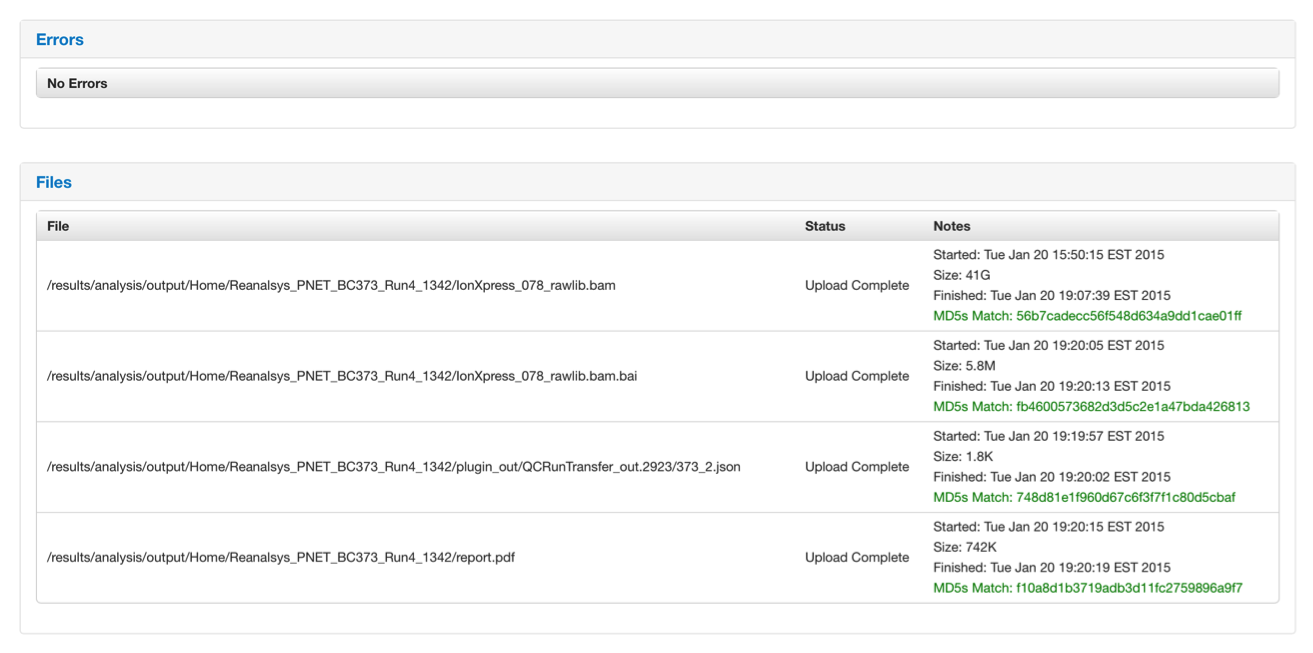 Errors
No Errors
Files
File Status Notes
/results/analysis/output/Home/Reanalsys_PNET_BC373_Run4_1342/IonXpress_078_rawlib.bam Upload Complete
Started: Tue Jan 20 15:50:15 EST 2015
Size: 41G
Finished: Tue Jan 20 19:07:39 EST 2015
MD5s Match: 56b7cadecc56f548d634a9dd1cae01ff
/results/analysis/output/Home/Reanalsys_PNET_BC373_Run4_1342/IonXpress_078_rawlib.bam.bai Upload Complete
Started: Tue Jan 20 19:20:05 EST 2015
Size: 5.8M
Finished: Tue Jan 20 19:20:13 EST 2015
MD5s Match: fb4600573682d3d5c2e1a47bda426813
/results/analysis/output/Home/Reanalsys_PNET_BC373_Run4_1342/plugin_out/QCRunTransfer_out.2923/373_2.json Upload Complete
Started: Tue Jan 20 19:19:57 EST 2015
Size: 1.8K
Finished: Tue Jan 20 19:20:02 EST 2015
MD5s Match: 748d81e1f960d67c6f3f7f1c80d5cbaf
/results/analysis/output/Home/Reanalsys_PNET_BC373_Run4_1342/report.pdf Upload Complete
Started: Tue Jan 20 19:20:15 EST 2015
Size: 742K
Finished: Tue Jan 20 19:20:19 EST 2015
MD5s Match: f10a8d1b3719adb3d11fc2759896a9f7